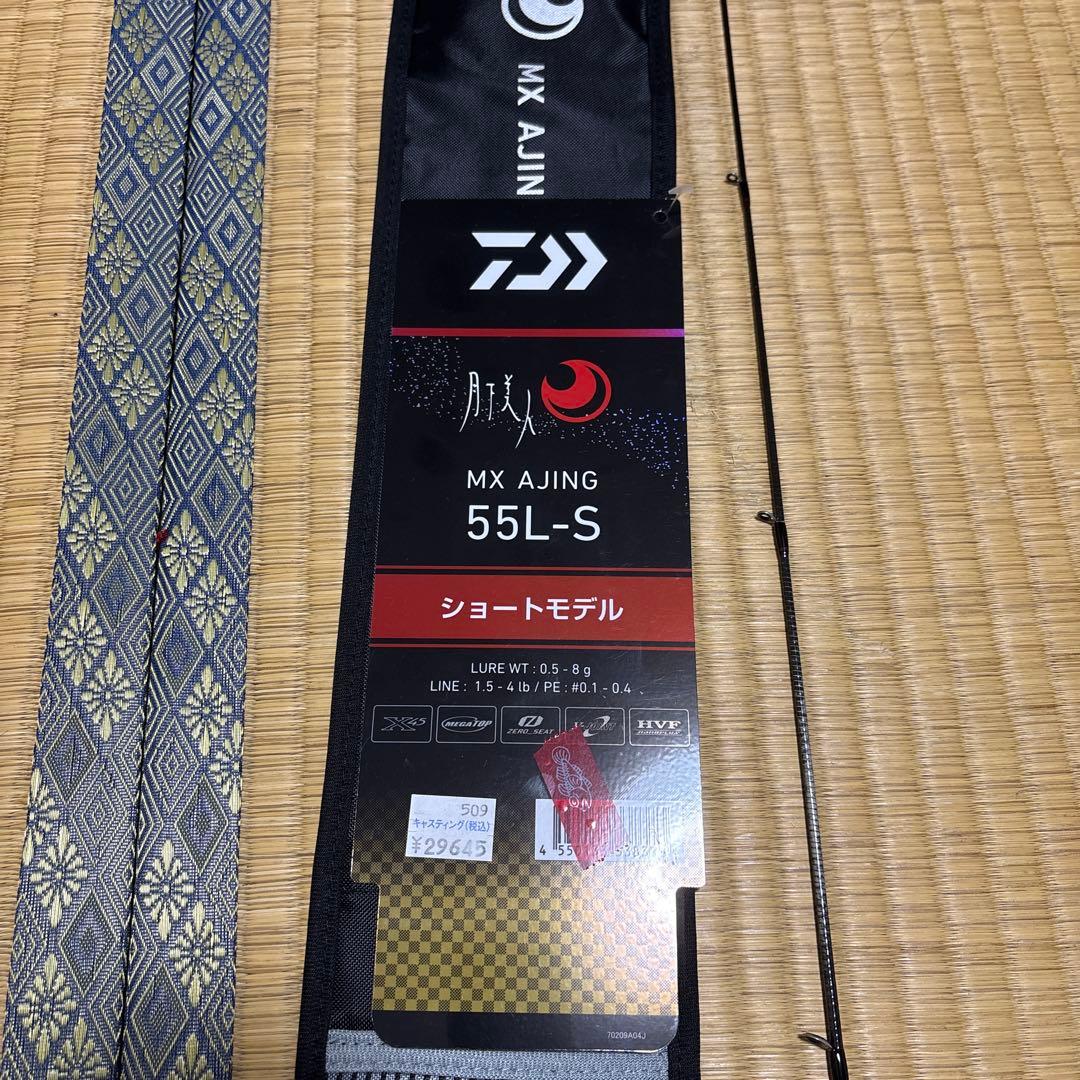 MX AJIN
月下美人
MX AJING
55L-S
ショートモデル
LURE WT : 0.5 - 8 g
LINE : 1.5 - 4 lb / PE : #0.1 - 0.4
X45
MEGATOP
ZERO SEAT
HVF
NANOPLUS
509
キャスティング(税込)
¥29645
70209A04J